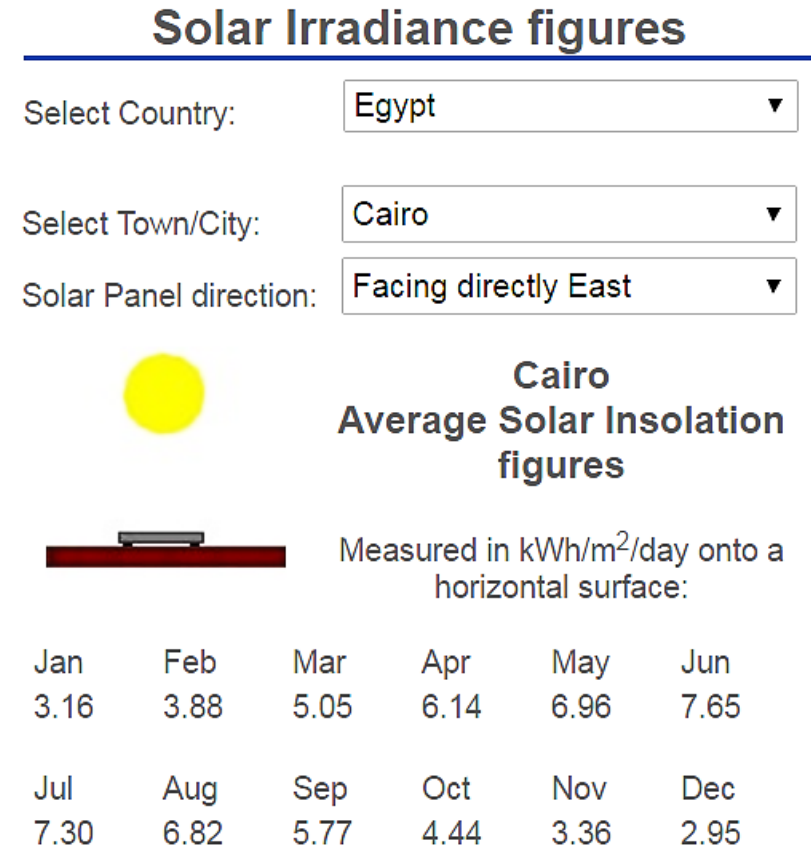 Solar Irradiance figures
Select Country: Egypt
Select Town/City: Cairo
Solar Panel direction: Facing directly East
Cairo
Average Solar Insolation
figures
Measured in kWh/m²/day onto a
horizontal surface:
Jan Feb Mar Apr May Jun
3.16 3.88 5.05 6.14 6.96 7.65
Jul Aug Sep Oct Nov Dec
7.30 6.82 5.77 4.44 3.36 2.95